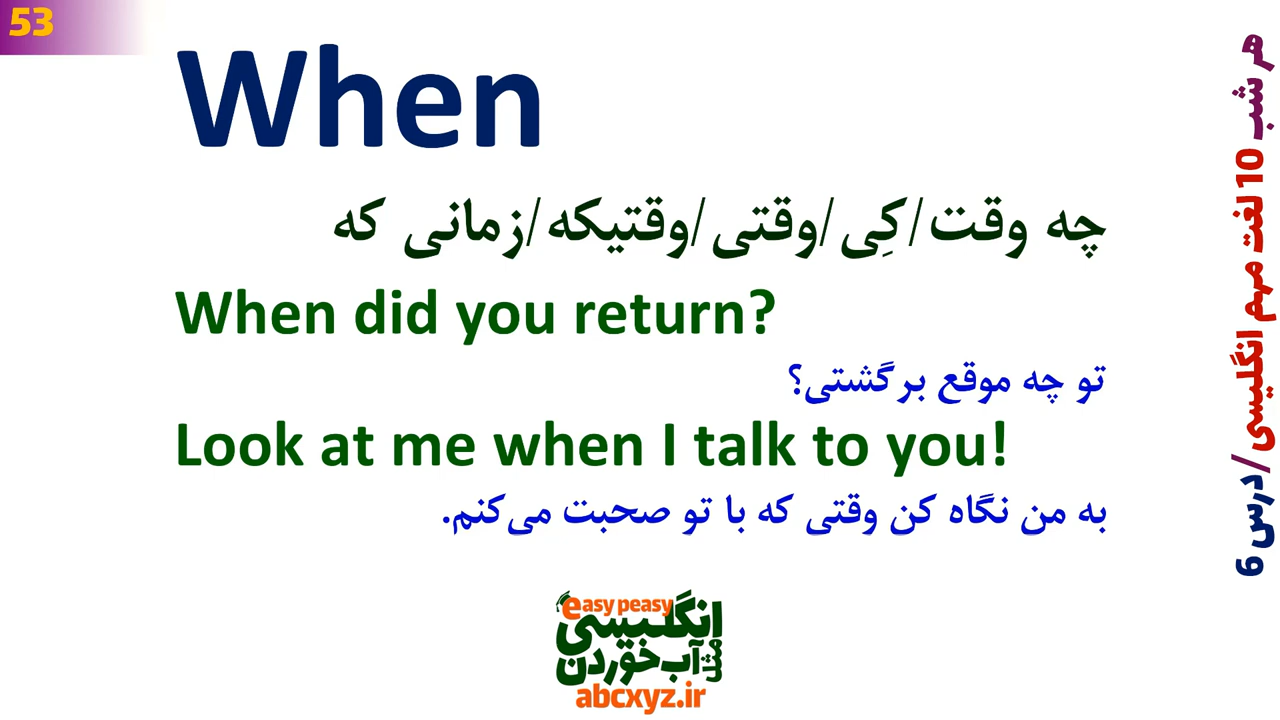 53
When
چه وقت/کِی/وقتی/وقتیکه/زمانی که
When did you return?
تو چه موقع برگشتی؟
Look at me when I talk to you!
به من نگاه کن وقتی که با تو صحبت می‌کنم.
هر شب 10 لغت مهم انگلیسی/درس 6
easy peasy
انگلیسی
مثل آب خوردن
abcxyz.ir